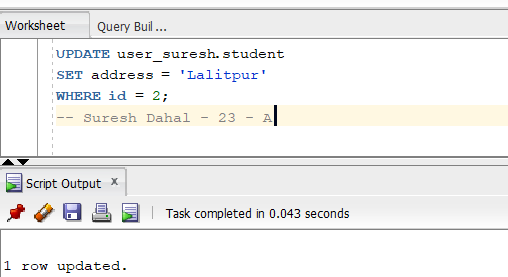 Worksheet Query Buil ...
UPDATE user_suresh.student
SET address = 'Lalitpur'
WHERE id = 2;
-- Suresh Dahal - 23 - A
Script Output x
Task completed in 0.043 seconds
1 row updated.